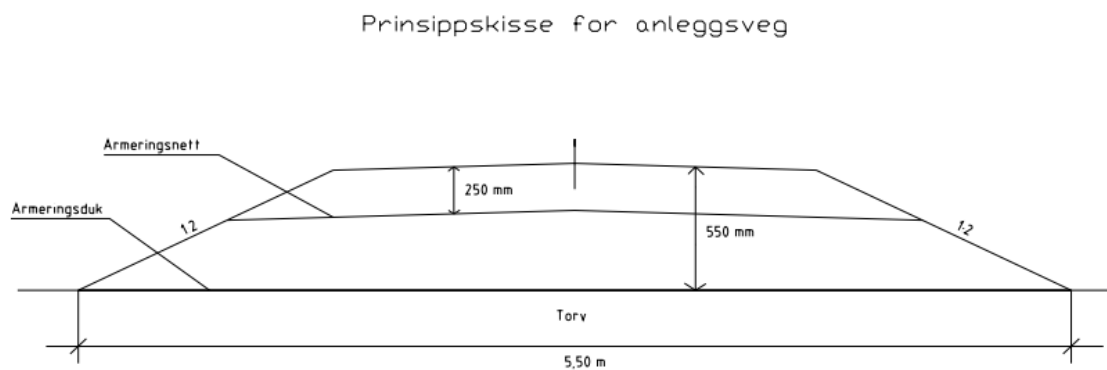 Prinsippskisse for anleggsveg
Armeringsnett
250 mm
Armeringsduk
1:2
550 mm
1:2
Torv
5,50 m